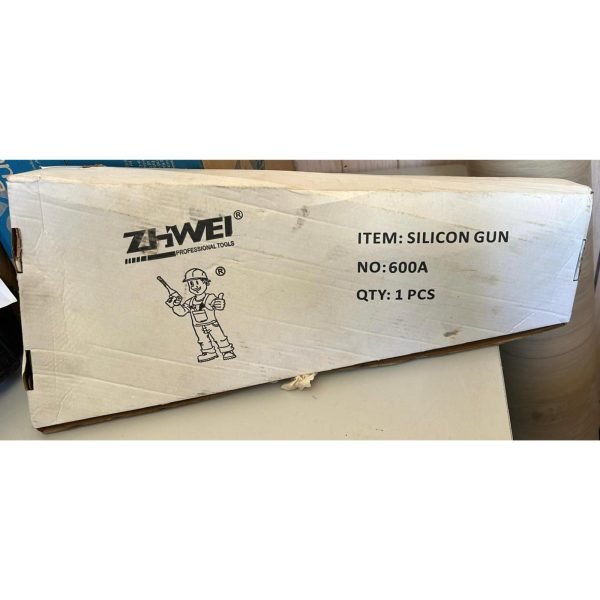 ZHWEI®
PROFESSIONAL TOOLS
®
ITEM: SILICON GUN
NO: 600A
QTY: 1 PCS